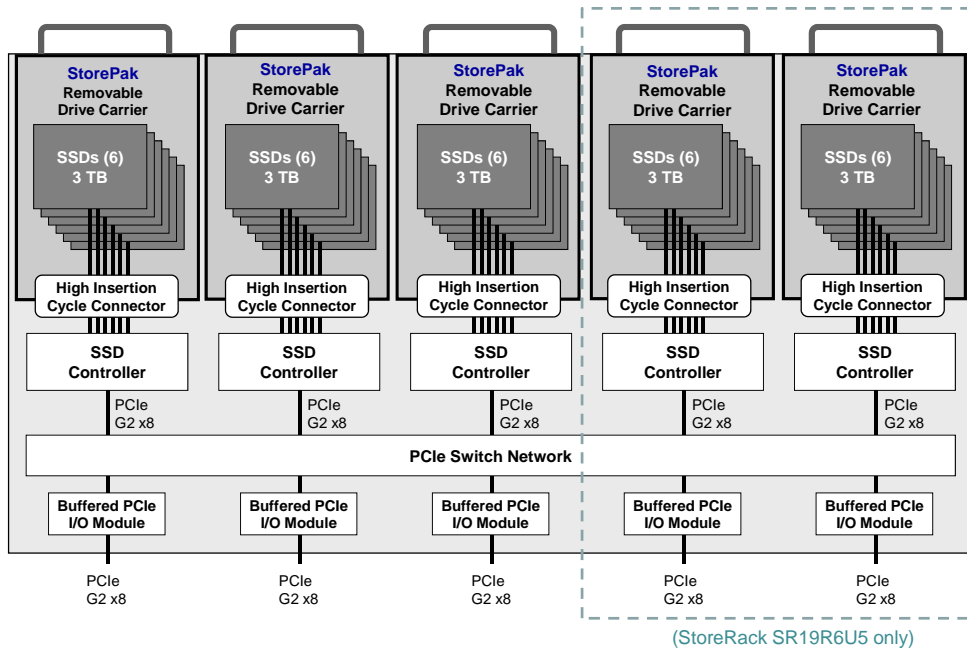 StorePak
Removable
Drive Carrier
SSDs (6)
3 TB
High Insertion
Cycle Connector
SSD
Controller
PCIe
G2 x8
StorePak
Removable
Drive Carrier
SSDs (6)
3 TB
High Insertion
Cycle Connector
SSD
Controller
PCIe
G2 x8
StorePak
Removable
Drive Carrier
SSDs (6)
3 TB
High Insertion
Cycle Connector
SSD
Controller
PCIe
G2 x8
StorePak
Removable
Drive Carrier
SSDs (6)
3 TB
High Insertion
Cycle Connector
SSD
Controller
PCIe
G2 x8
StorePak
Removable
Drive Carrier
SSDs (6)
3 TB
High Insertion
Cycle Connector
SSD
Controller
PCIe
G2 x8
PCIe Switch Network
Buffered PCIe
I/O Module
PCIe
G2 x8
Buffered PCIe
I/O Module
PCIe
G2 x8
Buffered PCIe
I/O Module
PCIe
G2 x8
Buffered PCIe
I/O Module
PCIe
G2 x8
Buffered PCIe
I/O Module
PCIe
G2 x8
(StoreRack SR19R6U5 only)